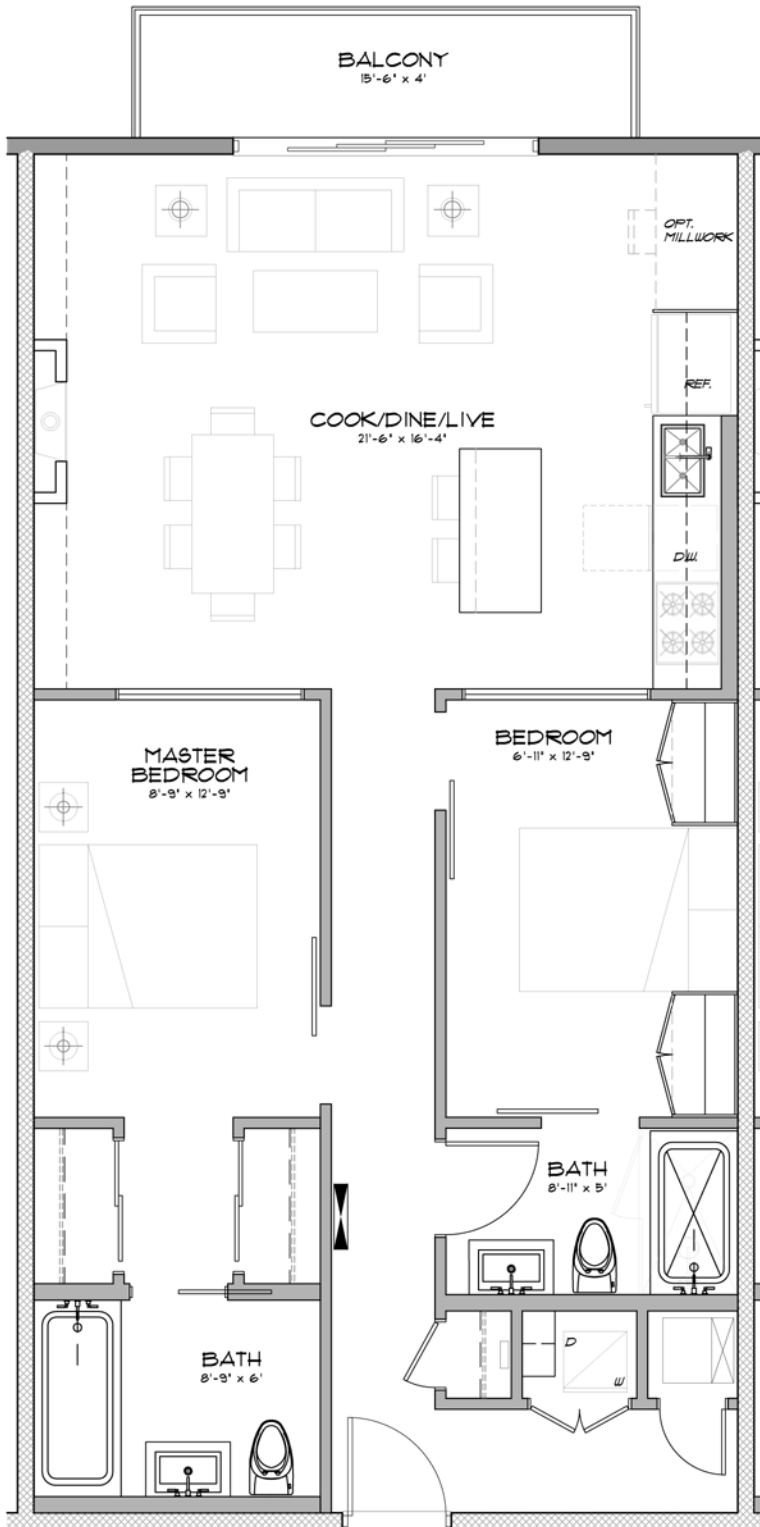 BALCONY
15'-6" x 4'
OPT.
MILLWORK
REF.
COOK/DINE/LIVE
21'-6" x 16'-4"
D.W.
MASTER
BEDROOM
8'-9" x 12'-9"
BEDROOM
6'-11" x 12'-9"
BATH
8'-11" x 5'
BATH
8'-9" x 6'
D
W